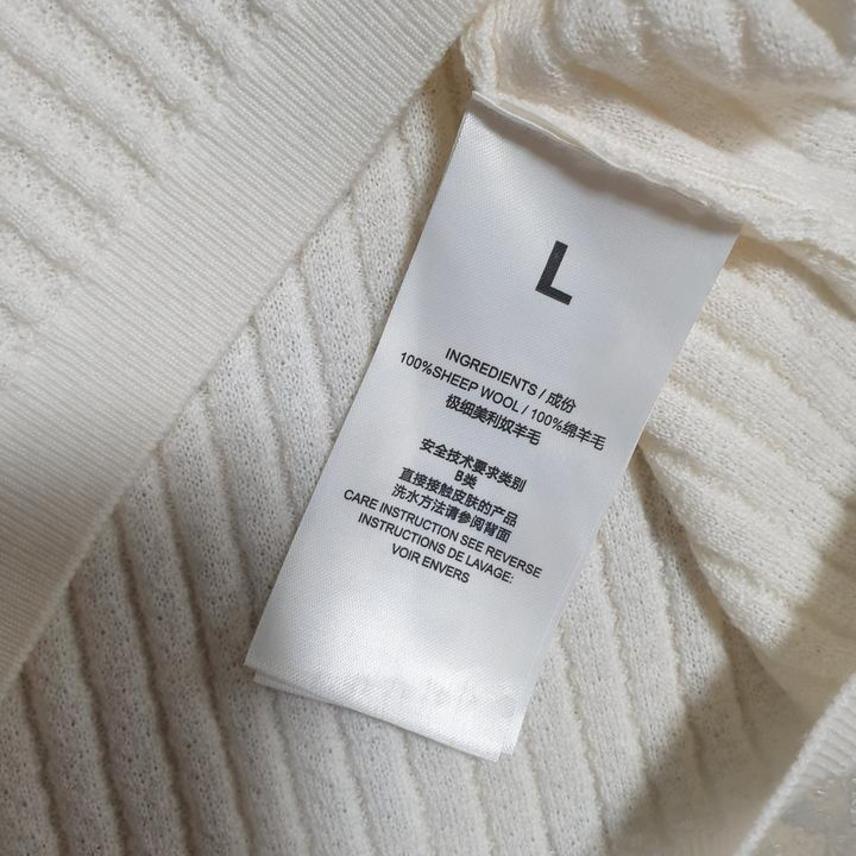 L
INGREDIENTS / 成份
100%SHEEP WOOL / 100%绵羊毛
极细美利奴羊毛
安全技术要求类别
B类
直接接触皮肤的产品
洗水方法请参阅背面
CARE INSTRUCTION SEE REVERSE
INSTRUCTIONS DE LAVAGE:
VOIR ENVERS